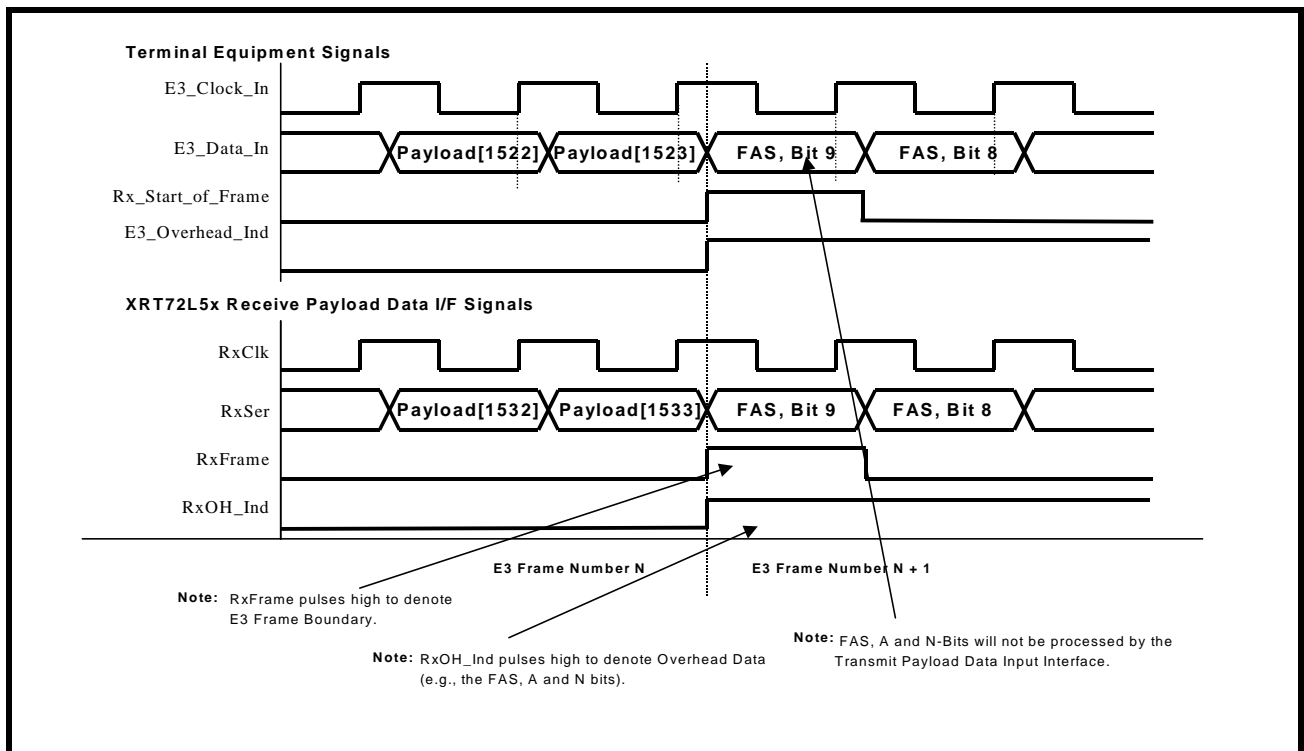 Terminal Equipment Signals
E3_Clock_In
E3_Data_In
Payload[1522] Payload[1523] FAS, Bit 9 FAS, Bit 8
Rx_Start_of_Frame
E3_Overhead_Ind
XRT72L5x Receive Payload Data I/F Signals
RxClk
RxSer
Payload[1532] Payload[1533] FAS, Bit 9 FAS, Bit 8
RxFrame
RxOH_Ind
E3 Frame Number N E3 Frame Number N + 1
Note: RxFrame pulses high to denote
E3 Frame Boundary.
Note: RxOH_Ind pulses high to denote Overhead Data
(e.g., the FAS, A and N bits).
Note: FAS, A and N-Bits will not be processed by the
Transmit Payload Data Input Interface.